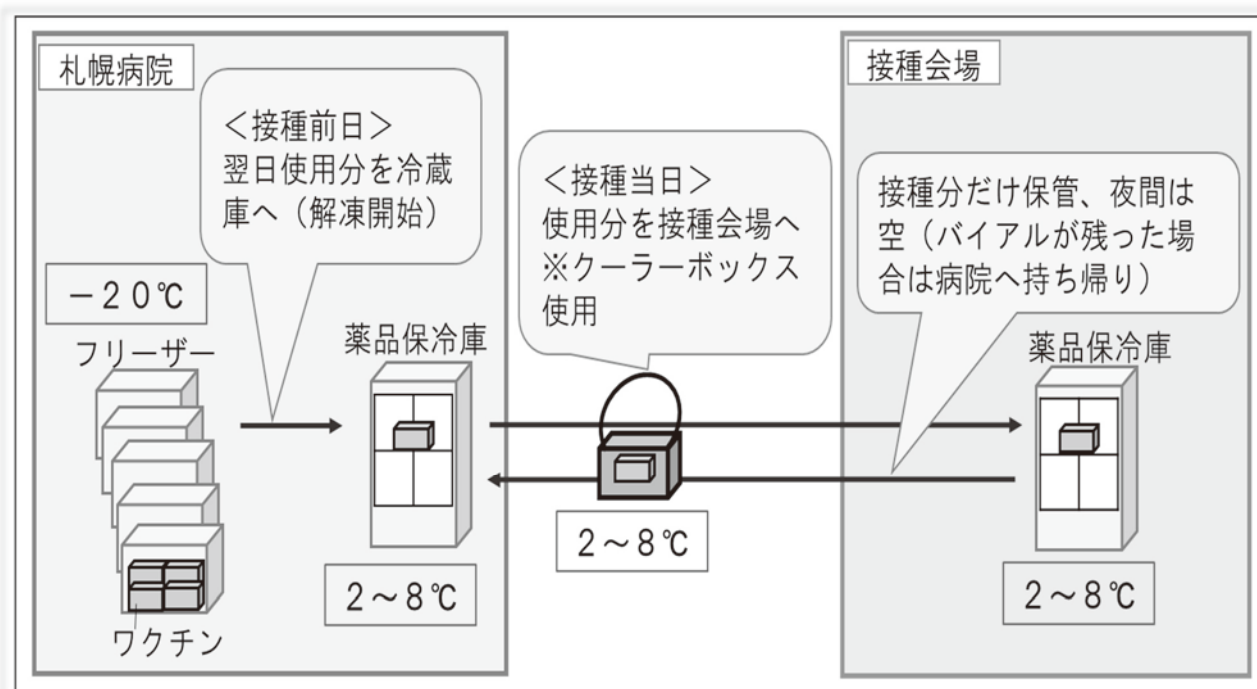 札幌病院
＜接種前日＞
翌日使用分を冷蔵
庫へ（解凍開始）
－２０℃
フリーザー
ワクチン
薬品保冷庫
２～８℃
＜接種当日＞
使用分を接種会場へ
※クーラーボックス
使用
２～８℃
接種会場
接種分だけ保管、夜間は
空（バイアルが残った場
合は病院へ持ち帰り）
薬品保冷庫
２～８℃